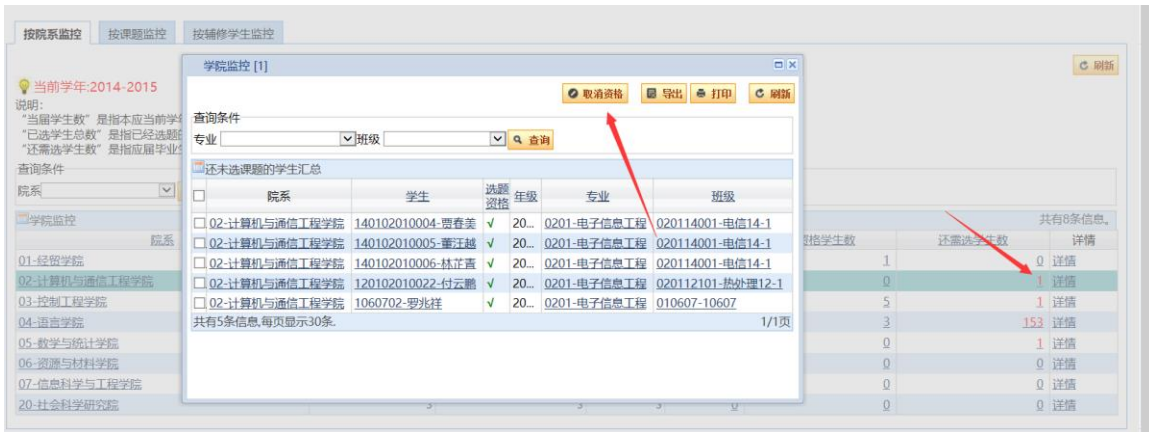 按院系监控 按课题监控 按辅修学生监控
刷新
当前学年:2014-2015
说明:
“当届学生数”是指本应当前学
“已选学生总数”是指已经选题
“还需选学生数”是指应届毕业
查询条件
院系
学院监控 共有8条信息。
院系 格学生数 还需选学生数 详情
01-经贸学院 1 0 详情
02-计算机与通信工程学院 0 1 详情
03-控制工程学院 5 1 详情
04-语言学院 3 153 详情
05-数学与统计学院 0 1 详情
06-资源与材料学院 0 0 详情
07-信息科学与工程学院 0 0 详情
20-社会科学研究院 3 3 3 0 0 0 详情
学院监控 [1]
取消资格 导出 打印 刷新
查询条件
专业 班级 查询
还未选课题的学生汇总
院系 学生 选题资格 年级 专业 班级
02-计算机与通信工程学院 140102010004-贾春美 √ 20... 0201-电子信息工程 020114001-电信14-1
02-计算机与通信工程学院 140102010005-董汪越 √ 20... 0201-电子信息工程 020114001-电信14-1
02-计算机与通信工程学院 140102010006-林芷晴 √ 20... 0201-电子信息工程 020114001-电信14-1
02-计算机与通信工程学院 120102010022-付云鹏 √ 20... 0201-电子信息工程 020112101-热处理12-1
02-计算机与通信工程学院 1060702-罗兆祥 √ 20... 0201-电子信息工程 010607-10607
共有5条信息,每页显示30条. 1/1页